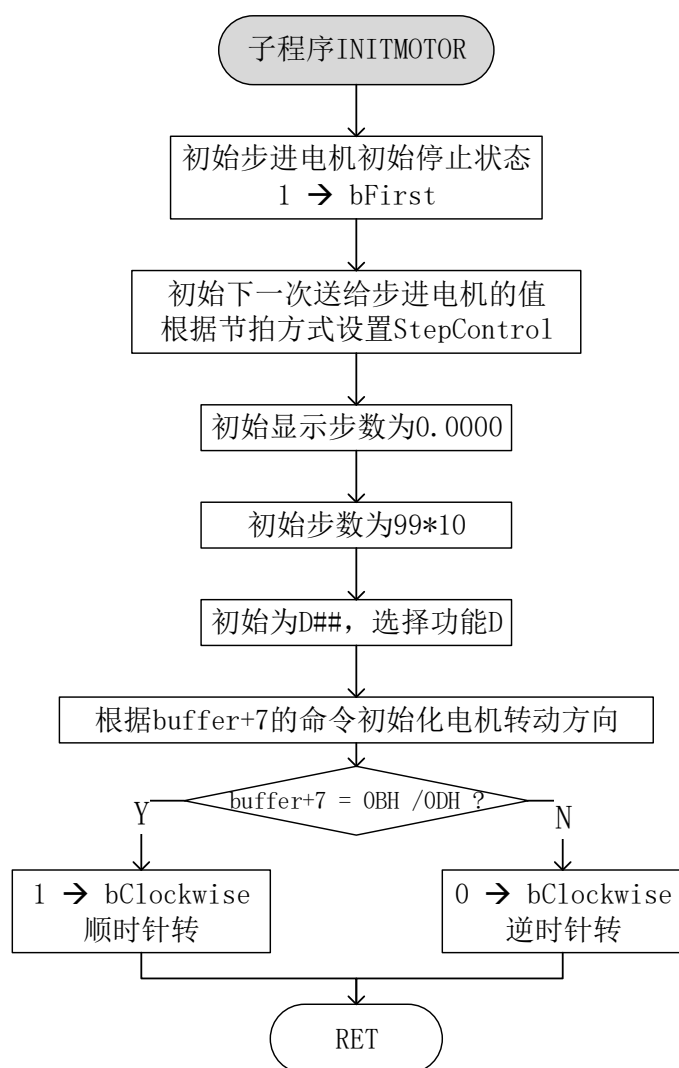 子程序INITMOTOR
初始步进电机初始停止状态
1 → bFirst
初始下一次送给步进电机的值
根据节拍方式设置StepControl
初始显示步数为0.0000
初始步数为99*10
初始为D##，选择功能D
根据buffer+7的命令初始化电机转动方向
buffer+7 = 0BH /0DH ?
Y
N
1 → bClockwise
顺时针转
0 → bClockwise
逆时针转
RET